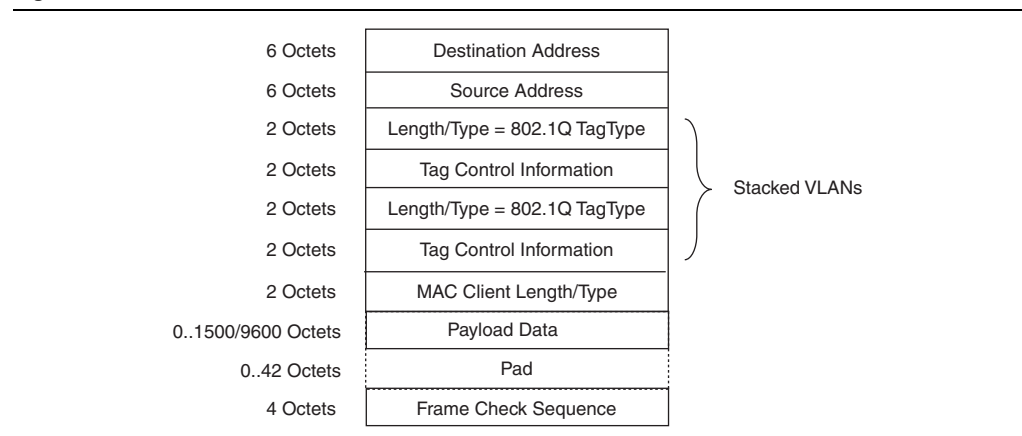 6 Octets Destination Address
6 Octets Source Address
2 Octets Length/Type = 802.1Q TagType
2 Octets Tag Control Information
2 Octets Length/Type = 802.1Q TagType
2 Octets Tag Control Information
Stacked VLANs
2 Octets MAC Client Length/Type
0..1500/9600 Octets Payload Data
0..42 Octets Pad
4 Octets Frame Check Sequence